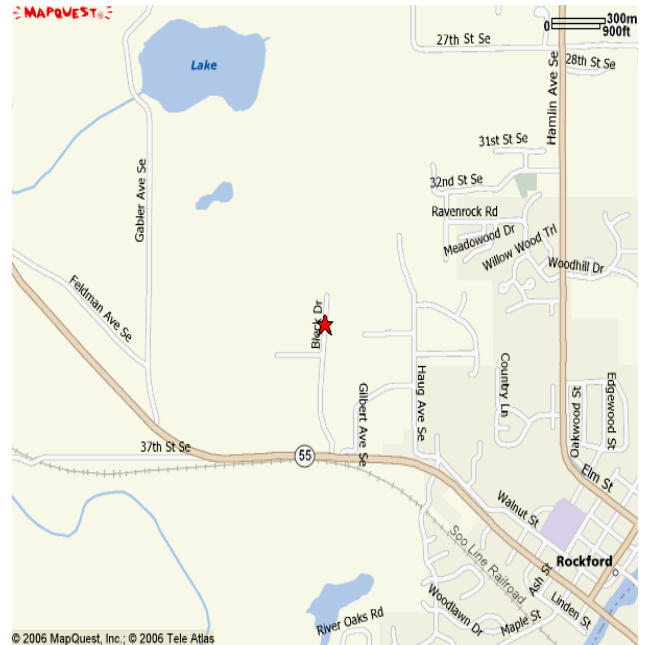 MAPQUEST
0 300m
900ft
27th St Se
28th St Se
Hamlin Ave Se
Lake
31st St Se
32nd St Se
Gabler Ave Se
Ravenrock Rd
Meadowood Dr
Willow Wood Trl
Woodhill Dr
Feldman Ave Se
Bleck Dr
Country Ln
Haug Ave Se
Gilbert Ave Se
Oakwood St
Edgewood St
37th St Se
55
Elm St
Walnut St
Soo Line Railroad
Rockford
Ash St
Linden St
Woodlawn Dr
Maple St
River Oaks Rd
© 2006 MapQuest, Inc.; © 2006 Tele Atlas